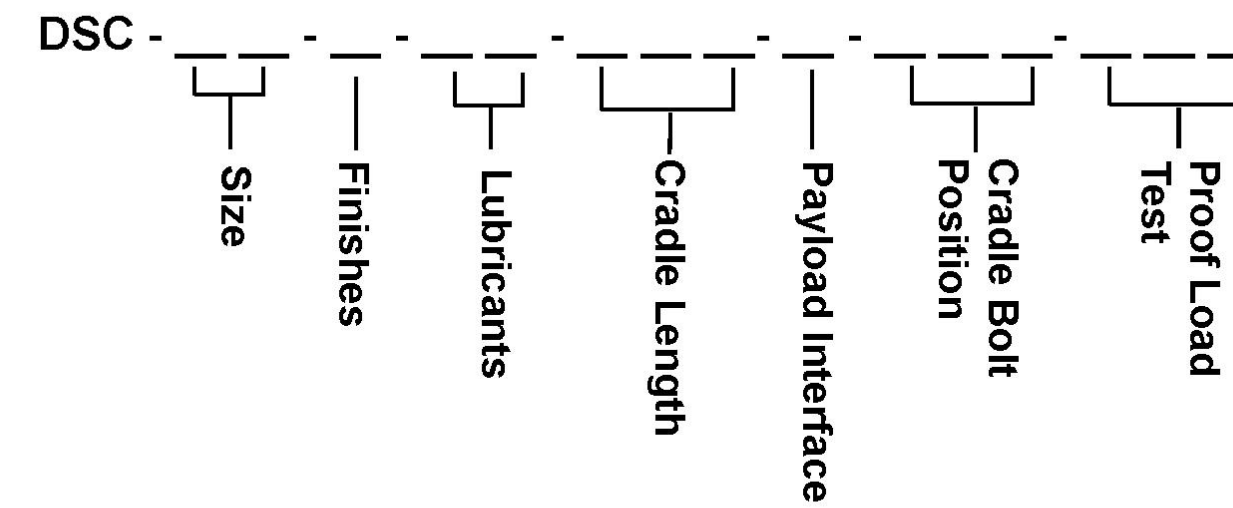 DSC - _ _ - _ - _ _ - _ _ _ - _ - _ _ _ - _ _ _
Size
Finishes
Lubricants
Cradle Length
Payload Interface
Cradle Bolt
Position
Proof Load
Test